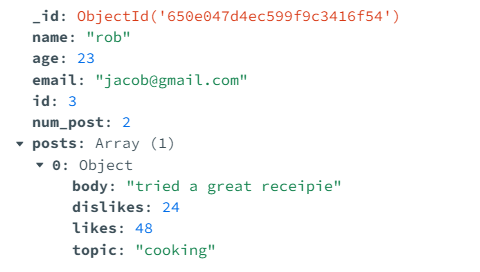 _id: ObjectId('650e047d4ec599f9c3416f54')
name: "rob"
age: 23
email: "jacob@gmail.com"
id: 3
num_post: 2
posts: Array (1)
0: Object
body: "tried a great receipie"
dislikes: 24
likes: 48
topic: "cooking"